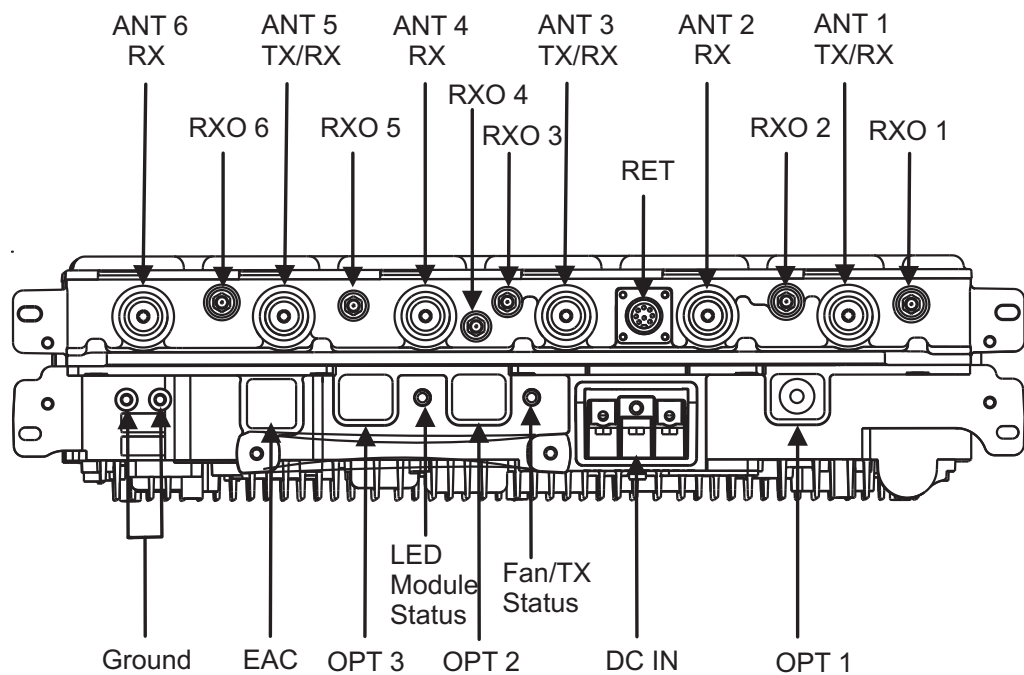 ANT 6
RX
ANT 5
TX/RX
ANT 4
RX
ANT 3
TX/RX
ANT 2
RX
ANT 1
TX/RX
RXO 6
RXO 5
RXO 4
RXO 3
RET
RXO 2
RXO 1
LED
Module
Status
Fan/TX
Status
Ground
EAC
OPT 3
OPT 2
DC IN
OPT 1